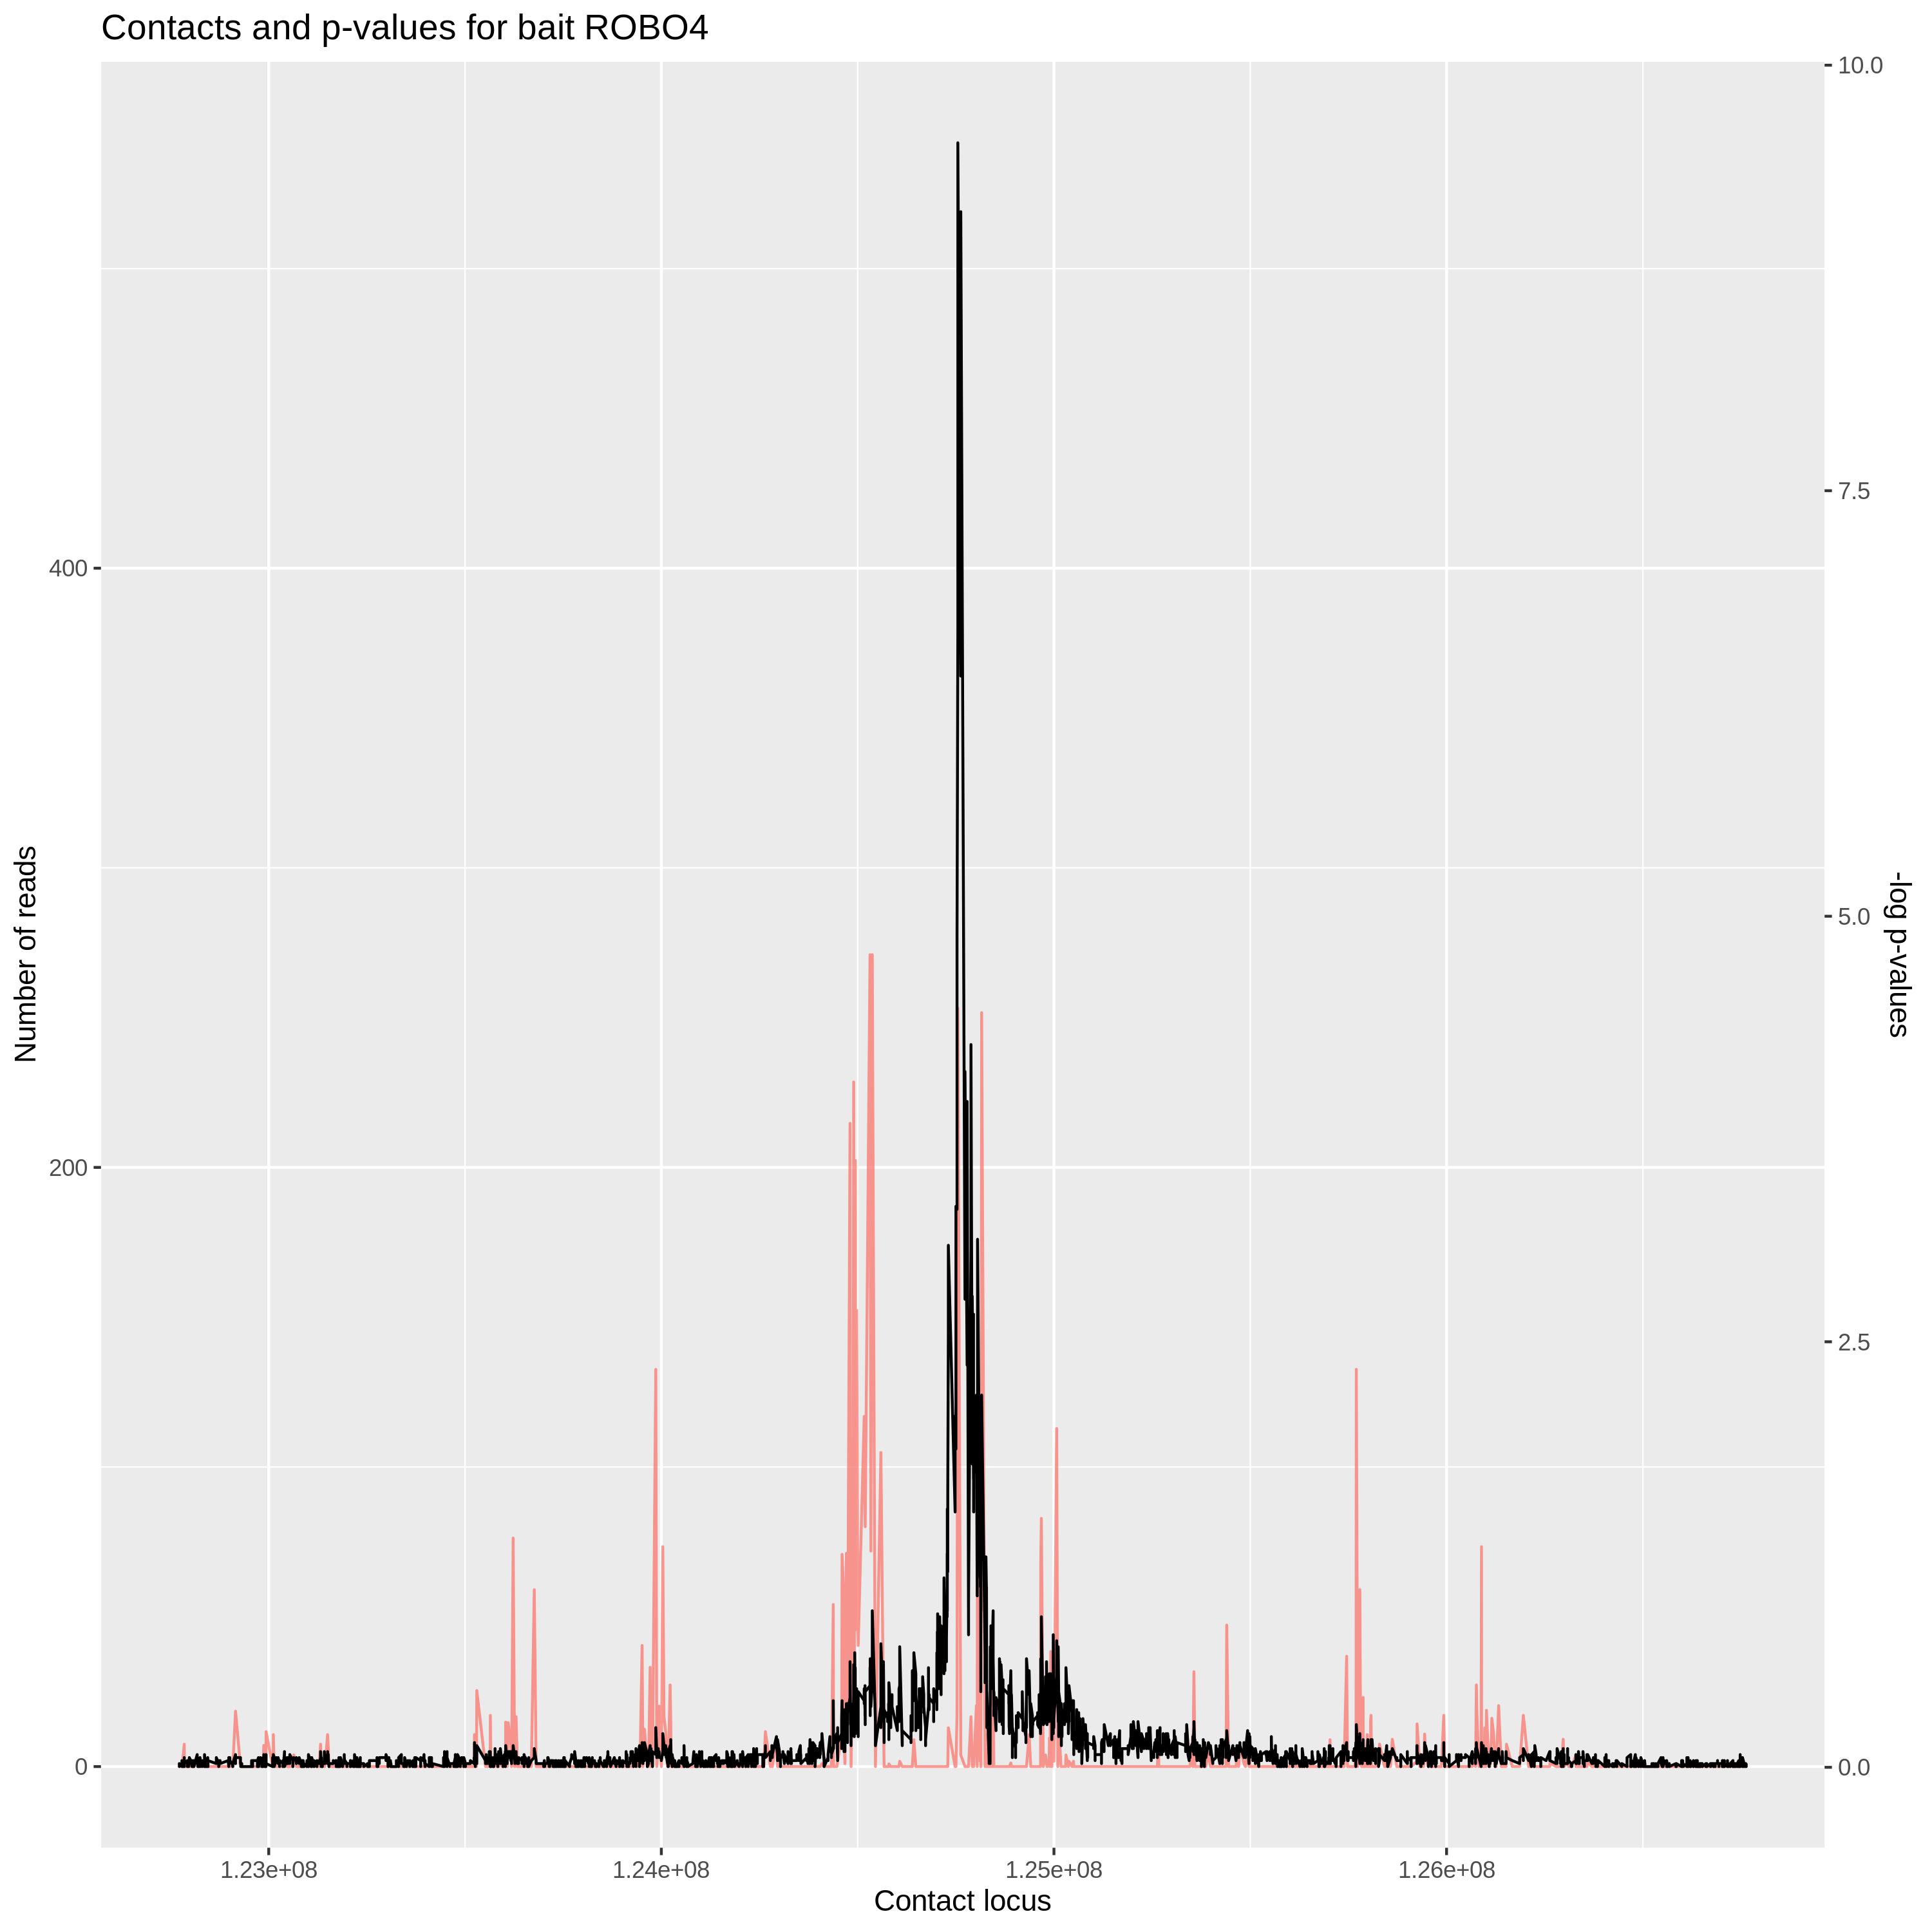 Contacts and p-values for bait ROBO4
10.0
7.5
400
5.0
Number of reads
-log p-values
200
2.5
0
0.0
1.23e+08
1.24e+08
1.25e+08
1.26e+08
Contact locus